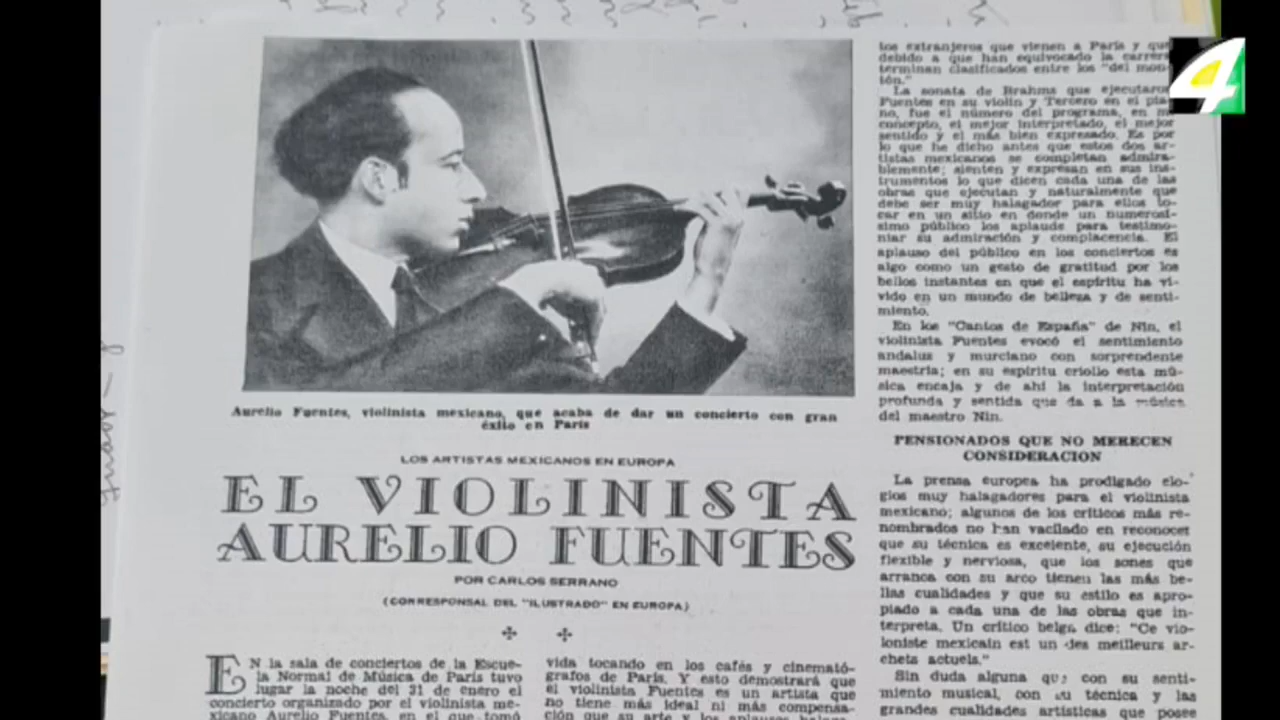 Aurelio Fuentes, violinista mexicano, que acaba de dar un concierto con gran
éxito en París
LOS ARTISTAS MEXICANOS EN EUROPA
EL VIOLINISTA
AURELIO FUENTES
POR CARLOS SERRANO
(CORRESPONSAL DEL "ILUSTRADO" EN EUROPA)
EN la sala de conciertos de la Escue-
la Normal de Música de París tuvo
lugar la noche del 31 de enero el
concierto organizado por el violinista me-
xicano Aurelio Fuentes, en el que tomó
vida tocando en los cafés y cinemató-
grafos de París. Y esto demostrará que
el violinista Fuentes es un artista que
no tiene más ideal ni más compensa-
ción que su arte y los aplausos
los extranjeros que vienen a París y que
debido a que han equivocado la carrera
terminan clasificados entre los "del mon-
tón."
La sonata de Brahms que ejecutaron
Fuentes en su violín y Tercero en el pia-
no, fue el número del programa, en mi
concepto, el mejor interpretado, el mejor
sentido y el más bien expresado. Es por
lo que he dicho antes que estos dos ar-
tistas mexicanos se completan admira-
blemente; sienten y expresan en sus ins-
trumentos lo que dicen cada una de las
obras que ejecutan y naturalmente que
debe ser muy halagador para ellos to-
car en un sitio en donde un numerosí-
simo público los aplaude para testimo-
niar su admiración y complacencia. El
aplauso del público en los conciertos es
algo como un gesto de gratitud por los
bellos instantes en que el espíritu ha vi-
vido en un mundo de belleza y de senti-
miento.
En los "Cantos de España" de Nin, el
violinista Fuentes evocó el sentimiento
andaluz y murciano con sorprendente
maestría; en su espíritu criollo esta mú-
sica encaja y de ahí la interpretación
profunda y sentida que da a la música
del maestro Nin.
PENSIONADOS QUE NO MERECEN
CONSIDERACION
La prensa europea ha prodigado elo-
gios muy halagadores para el violinista
mexicano; algunos de los críticos más re-
nombrados no han vacilado en reconocer
que su técnica es excelente, su ejecución
flexible y nerviosa, que los sones que
arranca con su arco tienen las más be-
llas cualidades y que su estilo es apro-
piado a cada una de las obras que in-
terpreta. Un crítico belga dice: "Ce vio-
loniste mexicain est un des meilleurs ar-
chets actuels."
Sin duda alguna que con su senti-
miento musical, con su técnica y las
grandes cualidades artísticas que posee
4